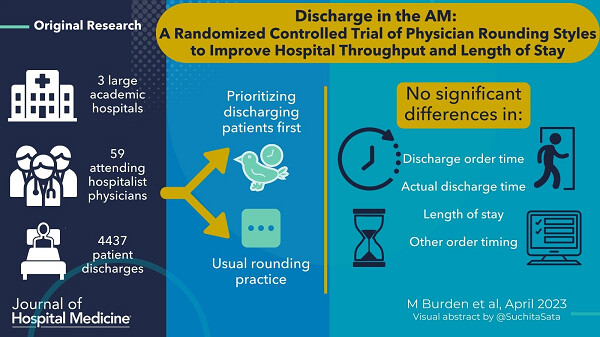 Original Research
Discharge in the AM:
A Randomized Controlled Trial of Physician Rounding Styles
to Improve Hospital Throughput and Length of Stay
3 large
academic
hospitals
59
attending
hospitalist
physicians
4437
patient
discharges
Prioritizing
discharging
patients first
Usual rounding
practice
No significant
differences in:
Discharge order time
Actual discharge time
Length of stay
Other order timing
Journal of
Hospital Medicine
M Burden et al, April 2023
Visual abstract by @SuchitaSata